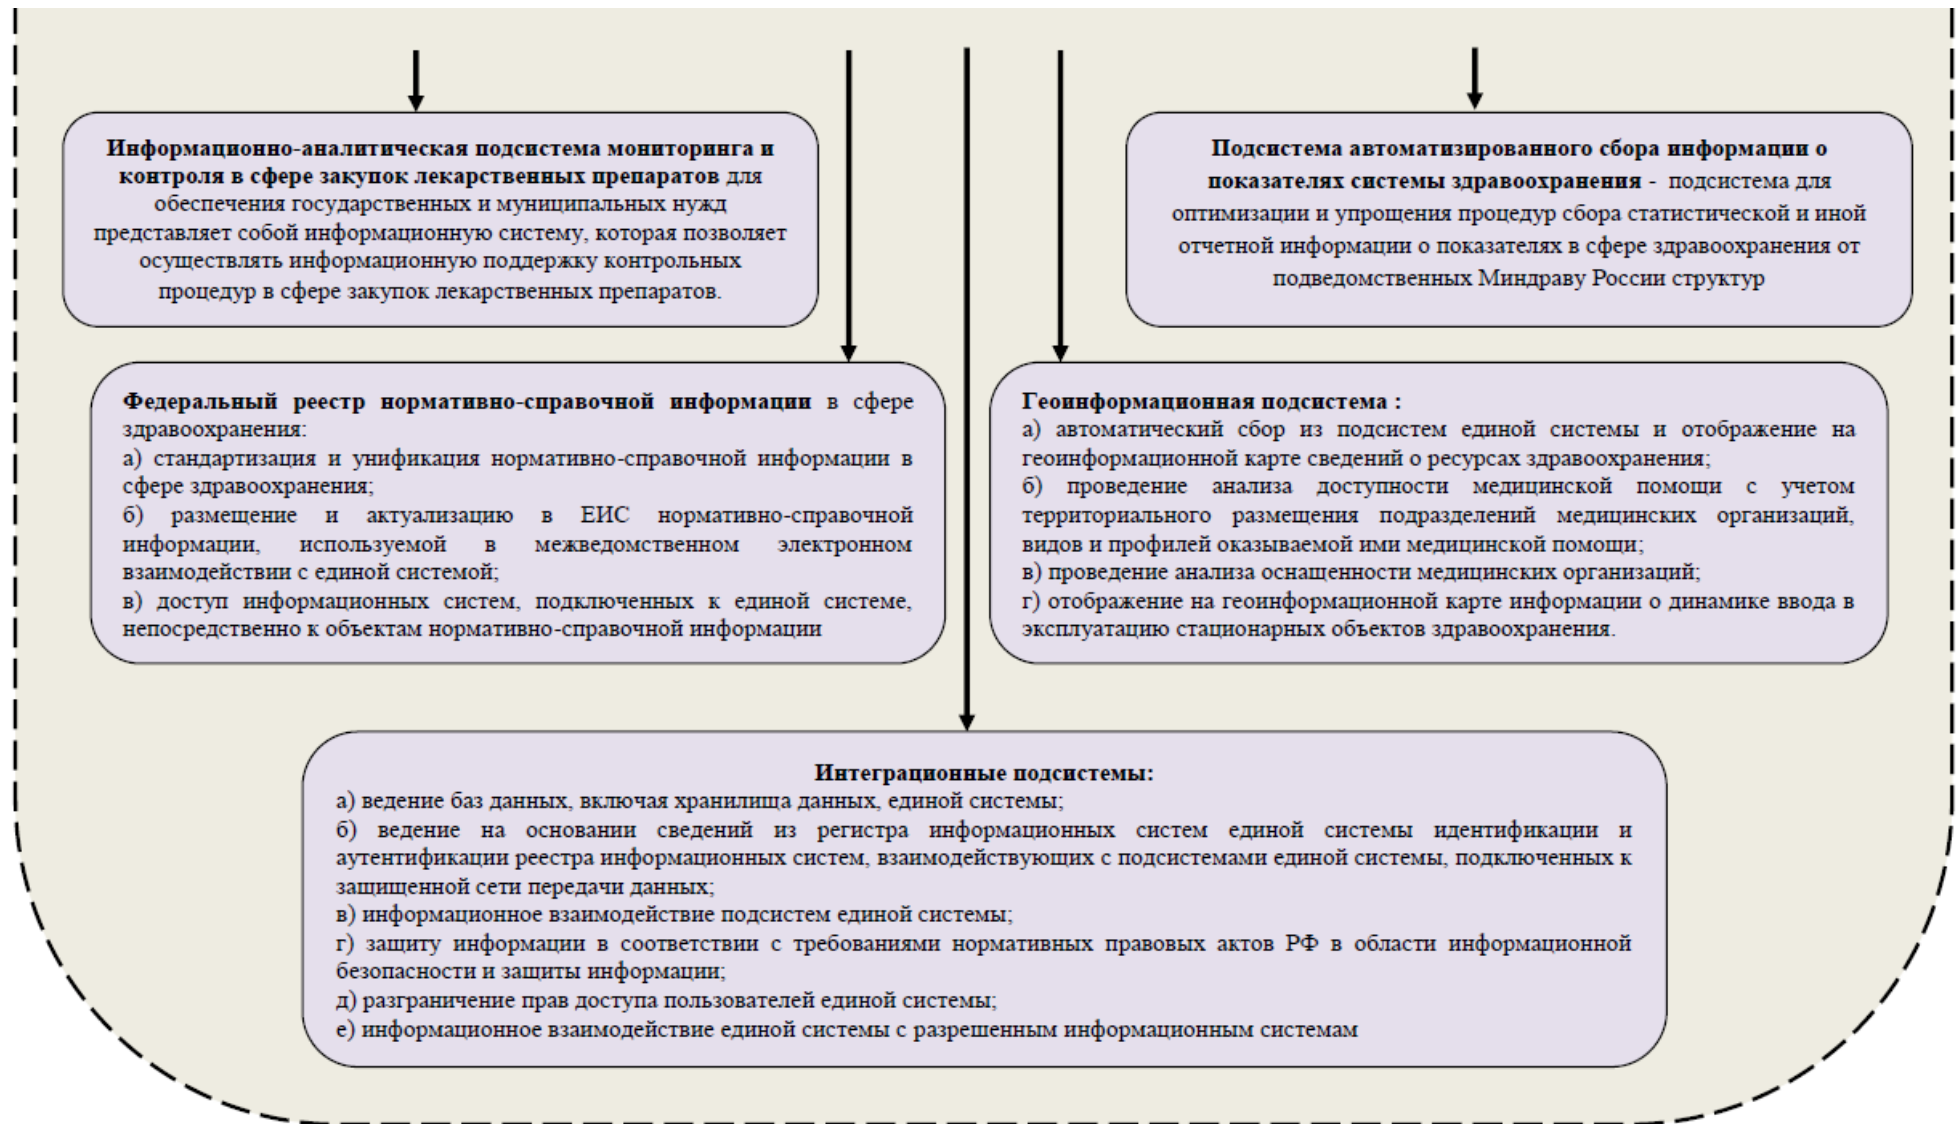 Информационно-аналитическая подсистема мониторинга и
контроля в сфере закупок лекарственных препаратов для
обеспечения государственных и муниципальных нужд
представляет собой информационную систему, которая позволяет
осуществлять информационную поддержку контрольных
процедур в сфере закупок лекарственных препаратов.
Подсистема автоматизированного сбора информации о
показателях системы здравоохранения - подсистема для
оптимизации и упрощения процедур сбора статистической и иной
отчетной информации о показателях в сфере здравоохранения от
подведомственных Миндраву России структур
Федеральный реестр нормативно-справочной информации в сфере
здравоохранения:
а) стандартизация и унификация нормативно-справочной информации в
сфере здравоохранения;
б) размещение и актуализацию в ЕИС нормативно-справочной
информации, используемой в межведомственном электронном
взаимодействии с единой системой;
в) доступ информационных систем, подключенных к единой системе,
непосредственно к объектам нормативно-справочной информации
Геоинформационная подсистема :
а) автоматический сбор из подсистем единой системы и отображение на
геоинформационной карте сведений о ресурсах здравоохранения;
б) проведение анализа доступности медицинской помощи с учетом
территориального размещения подразделений медицинских организаций,
видов и профилей оказываемой ими медицинской помощи;
в) проведение анализа оснащенности медицинских организаций;
г) отображение на геоинформационной карте информации о динамике ввода в
эксплуатацию стационарных объектов здравоохранения.
Интеграционные подсистемы:
а) ведение баз данных, включая хранилища данных, единой системы;
б) ведение на основании сведений из регистра информационных систем единой системы идентификации и
аутентификации реестра информационных систем, взаимодействующих с подсистемами единой системы, подключенных к
защищенной сети передачи данных;
в) информационное взаимодействие подсистем единой системы;
г) защиту информации в соответствии с требованиями нормативных правовых актов РФ в области информационной
безопасности и защиты информации;
д) разграничение прав доступа пользователей единой системы;
е) информационное взаимодействие единой системы с разрешенным информационным системам